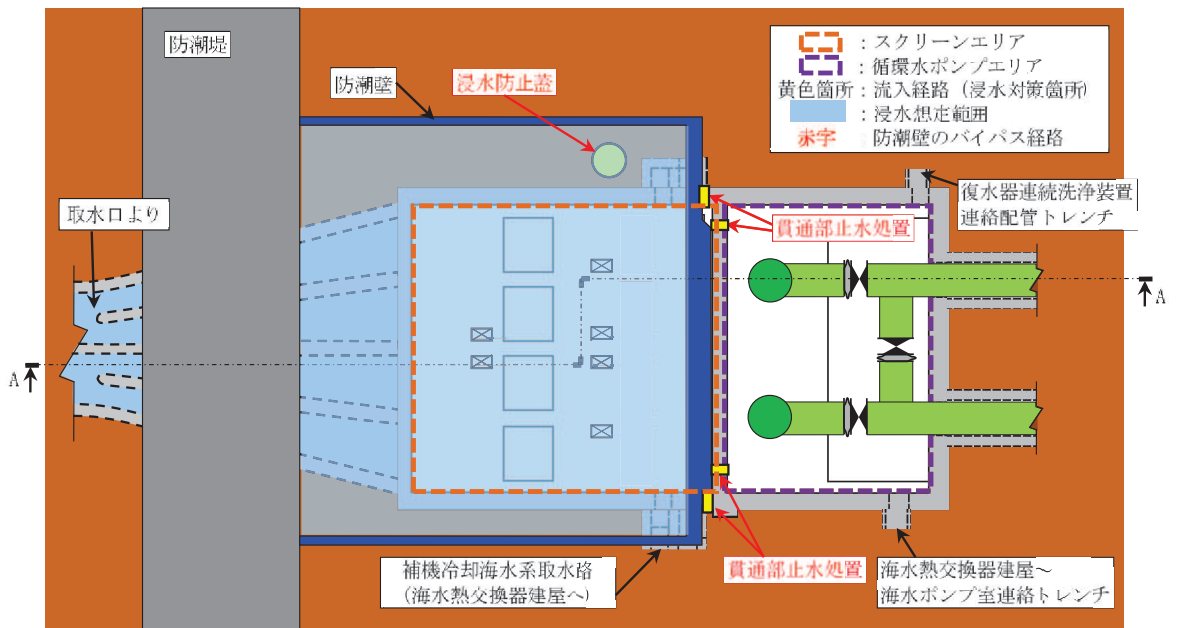 防潮堤
防潮壁
浸水防止蓋
：スクリーンエリア
：循環水ポンプエリア
黄色箇所：流入経路（浸水対策箇所）
：浸水想定範囲
赤字：防潮壁のバイパス経路
取水口より
復水器連続洗浄装置
連絡配管トレンチ
貫通部止水処置
A
A
貫通部止水処置
補機冷却海水系取水路
(海水熱交換器建屋へ)
海水熱交換器建屋～
海水ポンプ室連絡トレンチ